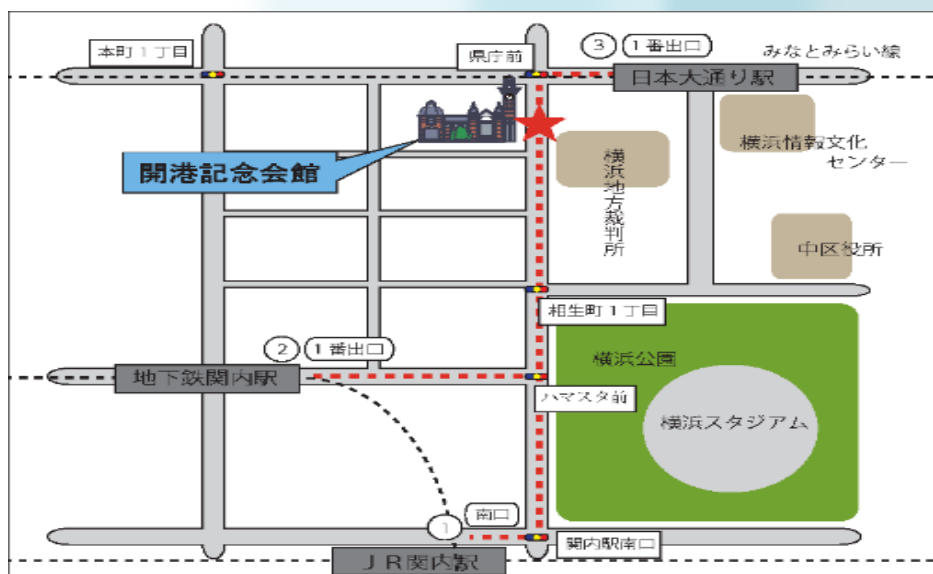 本町1丁目
県庁前
③
1番出口
みなとみらい線
日本大通り駅
開港記念会館
横浜地方裁判所
横浜情報文化
センター
中区役所
相生町1丁目
②
1番出口
横浜公園
地下鉄関内駅
ハマスタ前
横浜スタジアム
①
南口
関内駅南口
JR関内駅